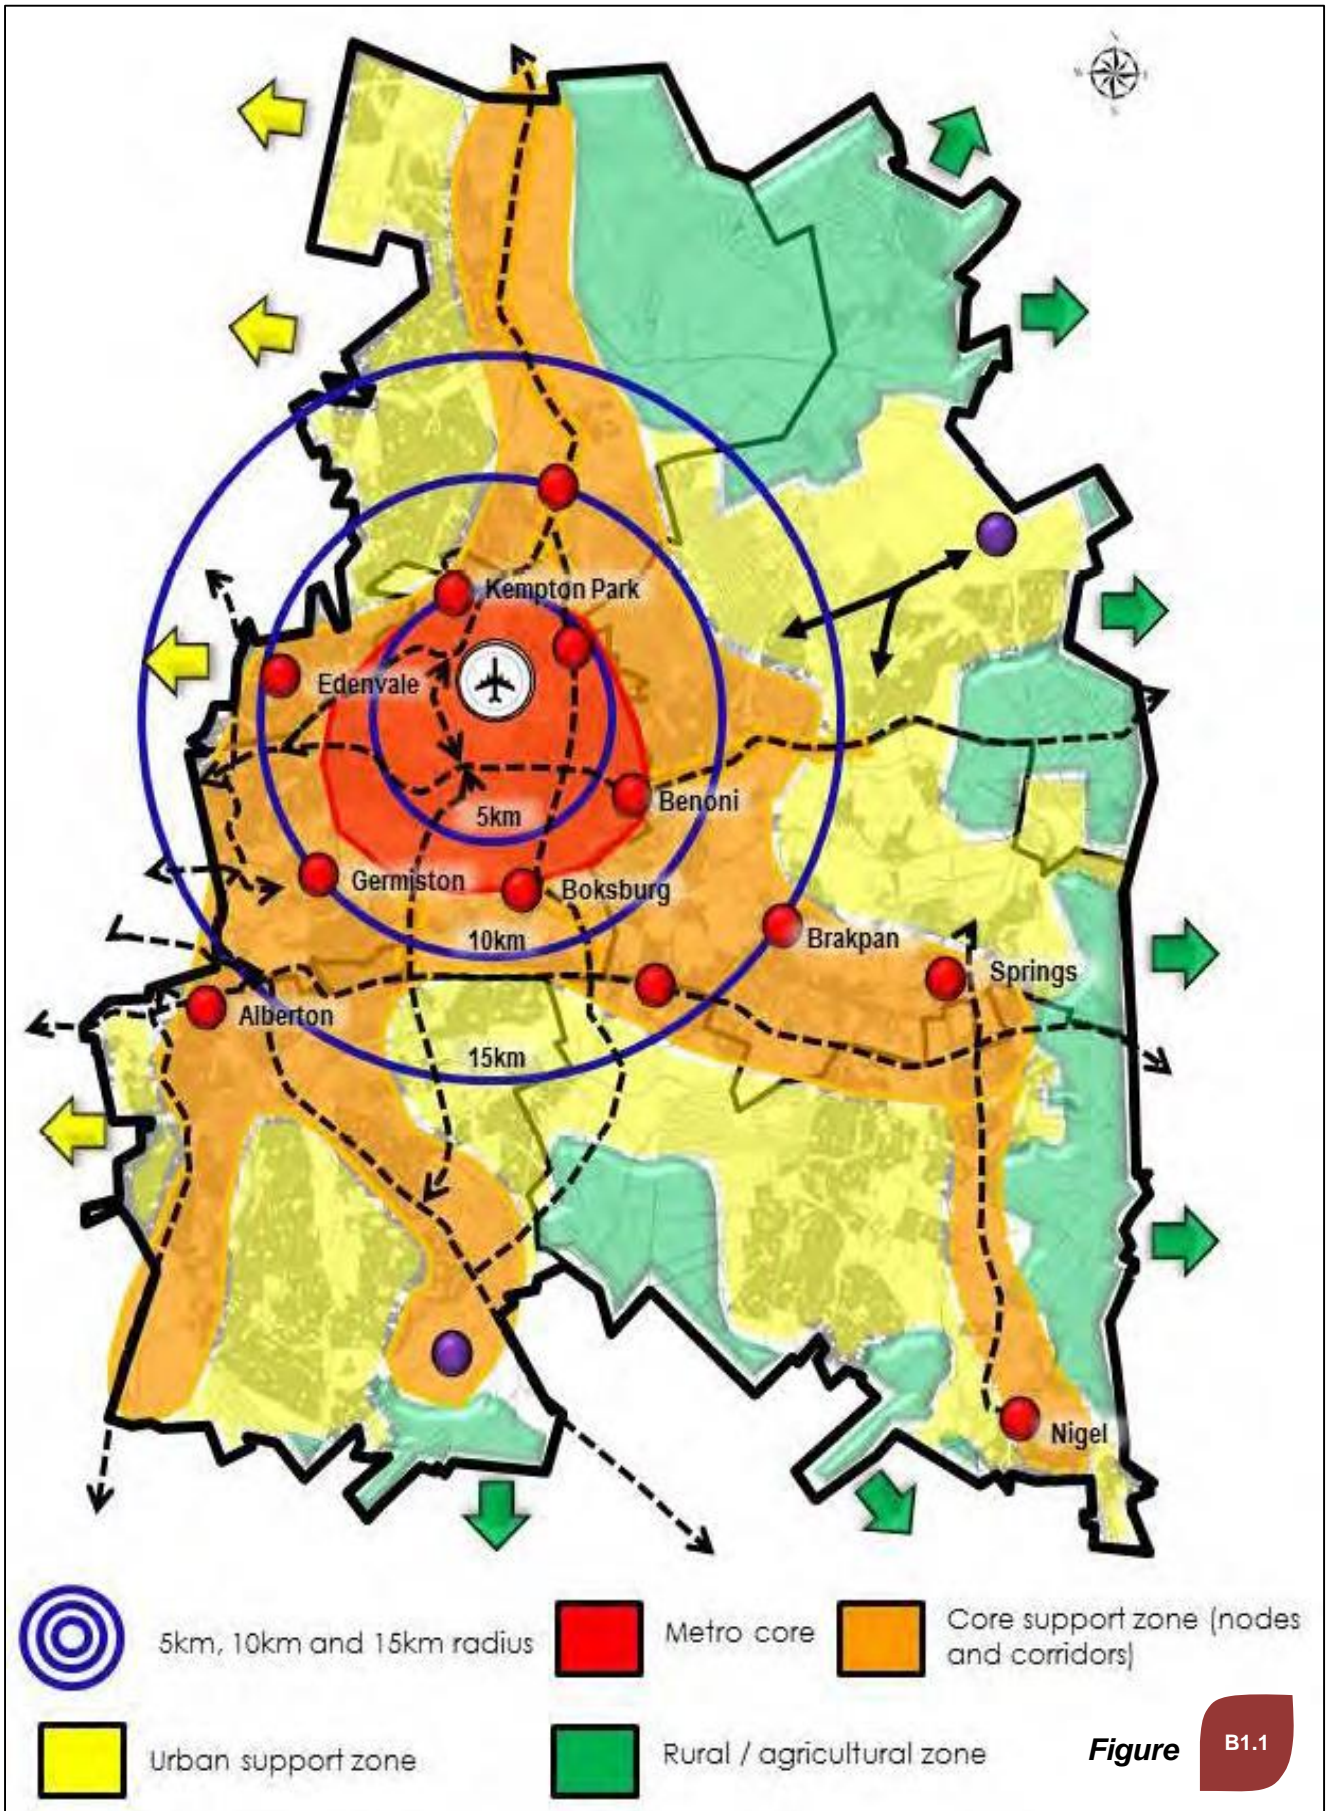 Kempton Park
Edenvale
5km
Benoni
Germiston
Boksburg
10km
Brakpan
Springs
Alberton
15km
Nigel
5km, 10km and 15km radius
Metro core
Core support zone (nodes
and corridors)
Urban support zone
Rural / agricultural zone
Figure
B1.1